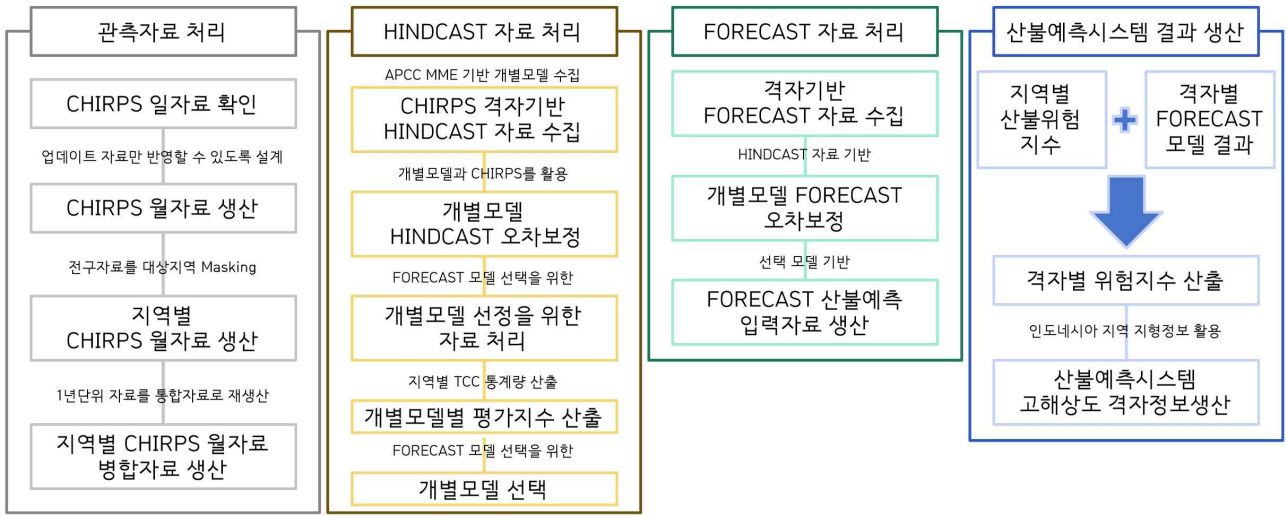 관측자료 처리
CHIRPS 일자료 확인
업데이트 자료만 반영할 수 있도록 설계
CHIRPS 월자료 생산
전구자료를 대상지역 Masking
지역별
CHIRPS 월자료 생산
1년단위 자료를 통합자료로 재생산
지역별 CHIRPS 월자료
병합자료 생산
HINDCAST 자료 처리
APCC MME 기반 개별모델 수집
CHIRPS 격자기반
HINDCAST 자료 수집
개별모델과 CHIRPS를 활용
개별모델
HINDCAST 오차보정
FORECAST 모델 선택을 위한
개별모델 선정을 위한
자료 처리
지역별 TCC 통계량 산출
개별모델별 평가지수 산출
FORECAST 모델 선택을 위한
개별모델 선택
FORECAST 자료 처리
격자기반
FORECAST 자료 수집
HINDCAST 자료 기반
개별모델 FORECAST
오차보정
선택 모델 기반
FORECAST 산불예측
입력자료 생산
산불예측시스템 결과 생산
지역별
산불위험
지수
+
격자별
FORECAST
모델 결과
격자별 위험지수 산출
인도네시아 지역 지형정보 활용
산불예측시스템
고해상도 격자정보생산